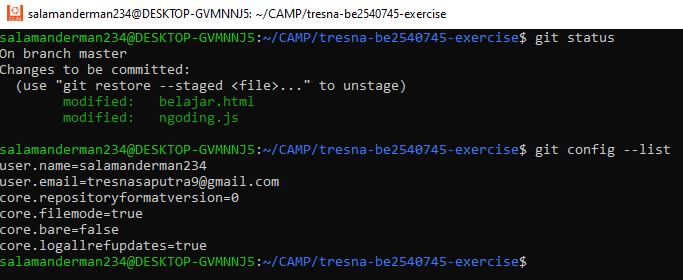 salamanderman234@DESKTOP-GVMNNJ5: ~/CAMP/tresna-be2540745-exercise
salamanderman234@DESKTOP-GVMNNJ5:~/CAMP/tresna-be2540745-exercise$ git status
On branch master
Changes to be committed:
  (use "git restore --staged <file>..." to unstage)
        modified:   belajar.html
        modified:   ngoding.js

salamanderman234@DESKTOP-GVMNNJ5:~/CAMP/tresna-be2540745-exercise$ git config --list
user.name=salamanderman234
user.email=tresnasaputra9@gmail.com
core.repositoryformatversion=0
core.filemode=true
core.bare=false
core.logallrefupdates=true
salamanderman234@DESKTOP-GVMNNJ5:~/CAMP/tresna-be2540745-exercise$